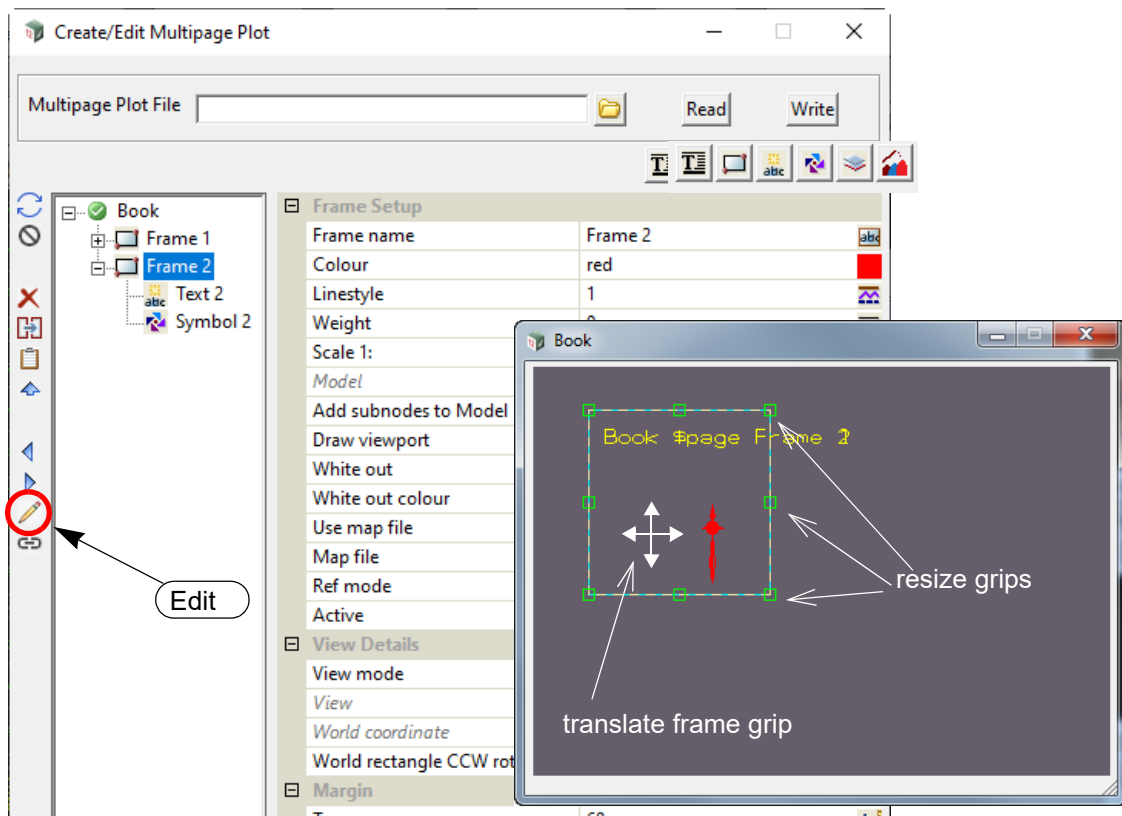 Create/Edit Multipage Plot
Multipage Plot File
Read
Write
Book
Frame 1
Frame 2
Text 2
Symbol 2
Frame Setup
Frame name Frame 2
Colour red
Linestyle 1
Weight
Scale 1:
Model
Add subnodes to Model
Draw viewport
White out
White out colour
Use map file
Map file
Ref mode
Active
View Details
View mode
View
World coordinate
World rectangle CCW rot
Margin
Edit
Book
Book $page Frame 2
resize grips
translate frame grip